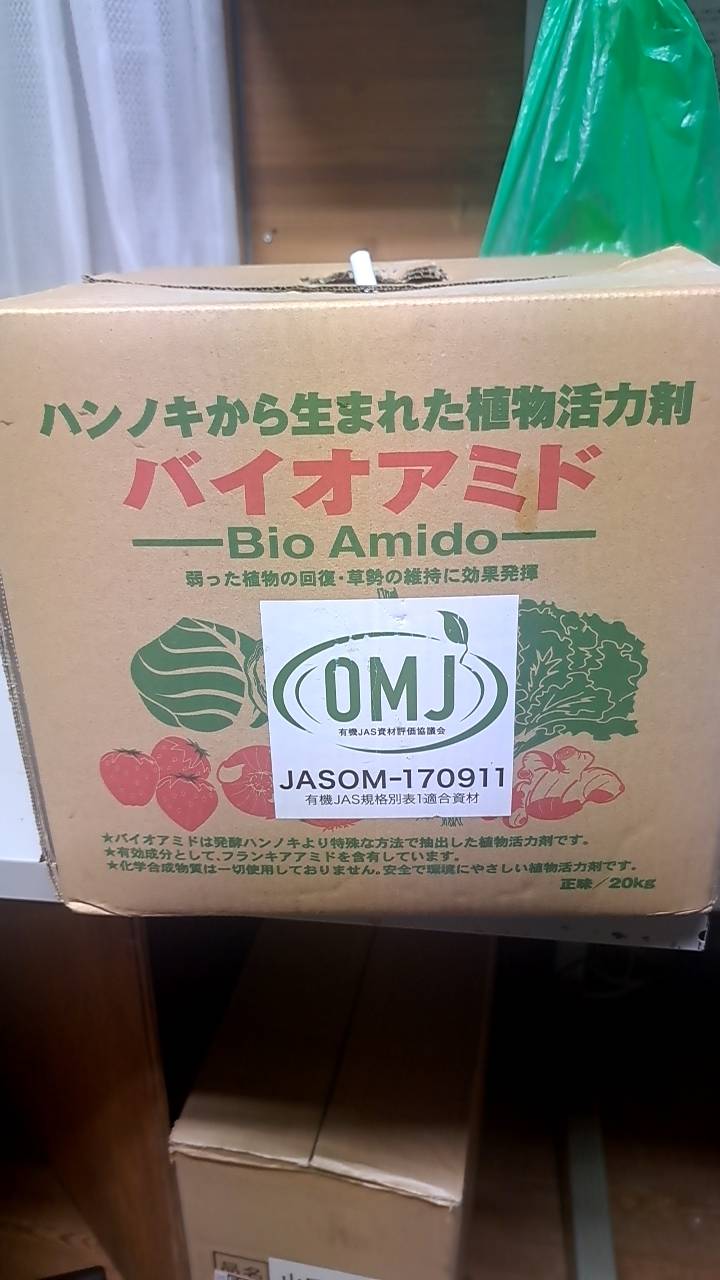 ハンノキから生まれた植物活力剤
バイオアミド
Bio Amido
弱った植物の回復・草勢の維持に効果発揮
OMJ
有機JAS資材評価協議会
JASOM-170911
有機JAS規格別表1適合資材
★バイオアミドは発酵ハンノキより特殊な方法で抽出した植物活力剤です。
★有効成分として、フランキアアミドを含有しています。
★化学合成物質は一切使用しておりません。安全で環境にやさしい植物活力剤です。
正味/20kg
品名